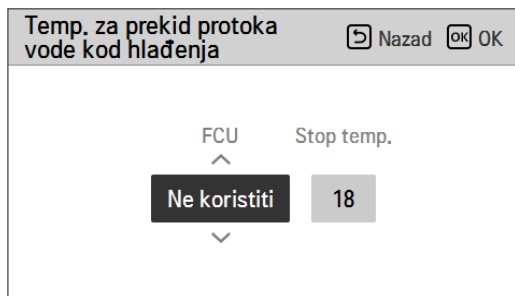 Temp. za prekid protoka
vode kod hlađenja
Nazad OK OK
FCU Stop temp.
Ne koristiti 18